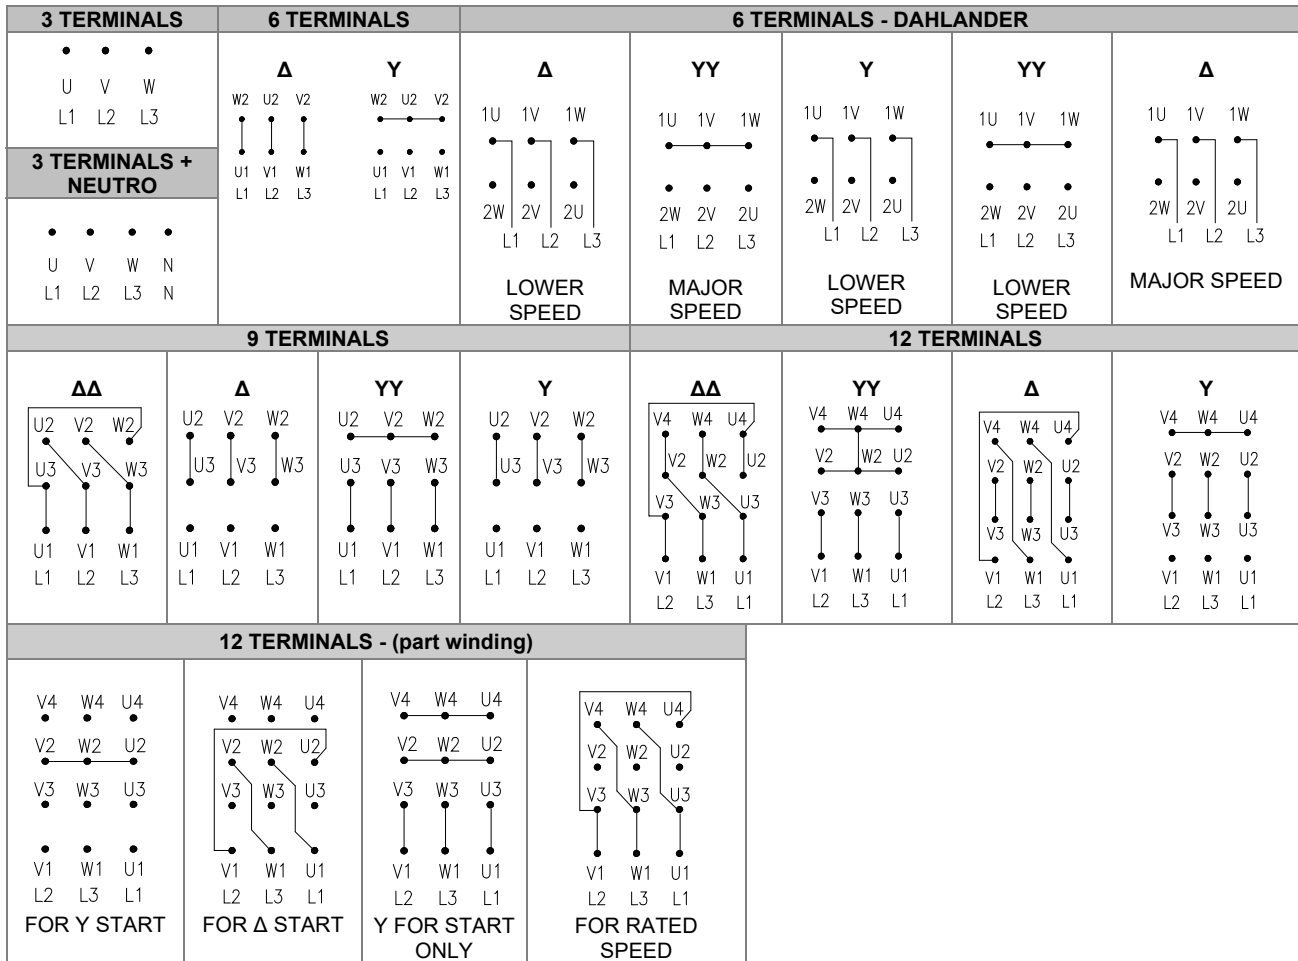 3 TERMINALS
6 TERMINALS
6 TERMINALS - DAHLANDER
U V W
L1 L2 L3
3 TERMINALS +
NEUTRO
U V W N
L1 L2 L3 N
Δ
W2 U2 V2
U1 V1 W1
L1 L2 L3
Y
W2 U2 V2
U1 V1 W1
L1 L2 L3
Δ
1U 1V 1W
2W 2V 2U
L1 L2 L3
LOWER
SPEED
YY
1U 1V 1W
2W 2V 2U
L1 L2 L3
MAJOR
SPEED
Y
1U 1V 1W
2W 2V 2U
L1 L2 L3
LOWER
SPEED
YY
1U 1V 1W
2W 2V 2U
L1 L2 L3
LOWER
SPEED
Δ
1U 1V 1W
2W 2V 2U
L1 L2 L3
MAJOR SPEED
9 TERMINALS
12 TERMINALS
ΔΔ
U2 V2 W2
U3 V3 W3
U1 V1 W1
L1 L2 L3
Δ
U2 V2 W2
U3 V3 W3
U1 V1 W1
L1 L2 L3
YY
U2 V2 W2
U3 V3 W3
U1 V1 W1
L1 L2 L3
Y
U2 V2 W2
U3 V3 W3
U1 V1 W1
L1 L2 L3
ΔΔ
V4 W4 U4
V2 W2 U2
V3 W3 U3
V1 W1 U1
L2 L3 L1
YY
V4 W4 U4
V2 W2 U2
V3 W3 U3
V1 W1 U1
L2 L3 L1
Δ
V4 W4 U4
V2 W2 U2
V3 W3 U3
V1 W1 U1
L2 L3 L1
Y
V4 W4 U4
V2 W2 U2
V3 W3 U3
V1 W1 U1
L2 L3 L1
12 TERMINALS - (part winding)
V4 W4 U4
V2 W2 U2
V3 W3 U3
V1 W1 U1
L2 L3 L1
FOR Y START
V4 W4 U4
V2 W2 U2
V3 W3 U3
V1 W1 U1
L2 L3 L1
FOR Δ START
V4 W4 U4
V2 W2 U2
V3 W3 U3
V1 W1 U1
L2 L3 L1
Y FOR START
ONLY
V4 W4 U4
V2 W2 U2
V3 W3 U3
V1 W1 U1
L2 L3 L1
FOR RATED
SPEED